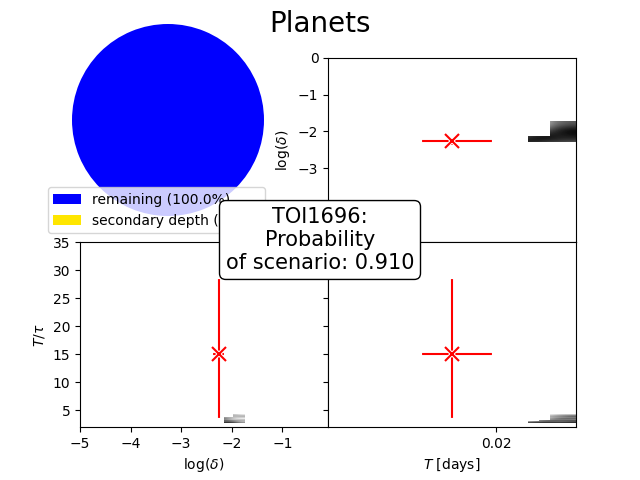 Planets
0
−1
−2
−3
log(δ)
remaining (100.0%)
secondary depth (
TOI1696:
Probability
of scenario: 0.910
35
30
25
20
15
10
5
T/τ
−5 −4 −3 −2 −1
0.02
log(δ)
T [days]